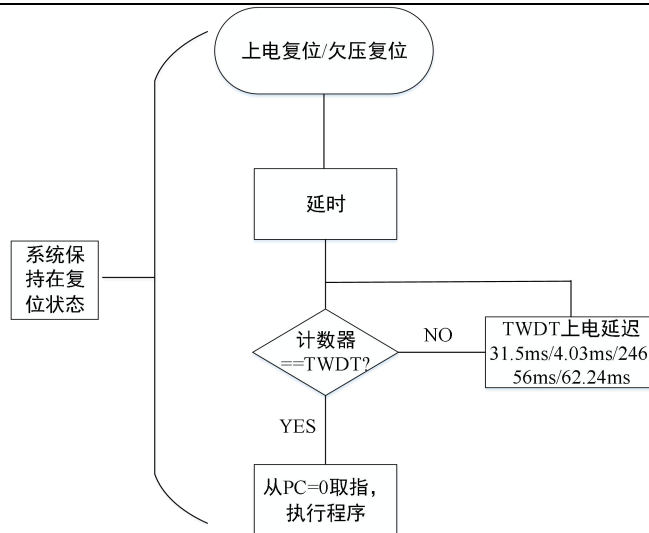 上电复位/欠压复位
延时
系统保
持在复
位状态
计数器
==TWDT?
NO
TWDT上电延迟
31.5ms/4.03ms/246
56ms/62.24ms
YES
从PC=0取指，
执行程序